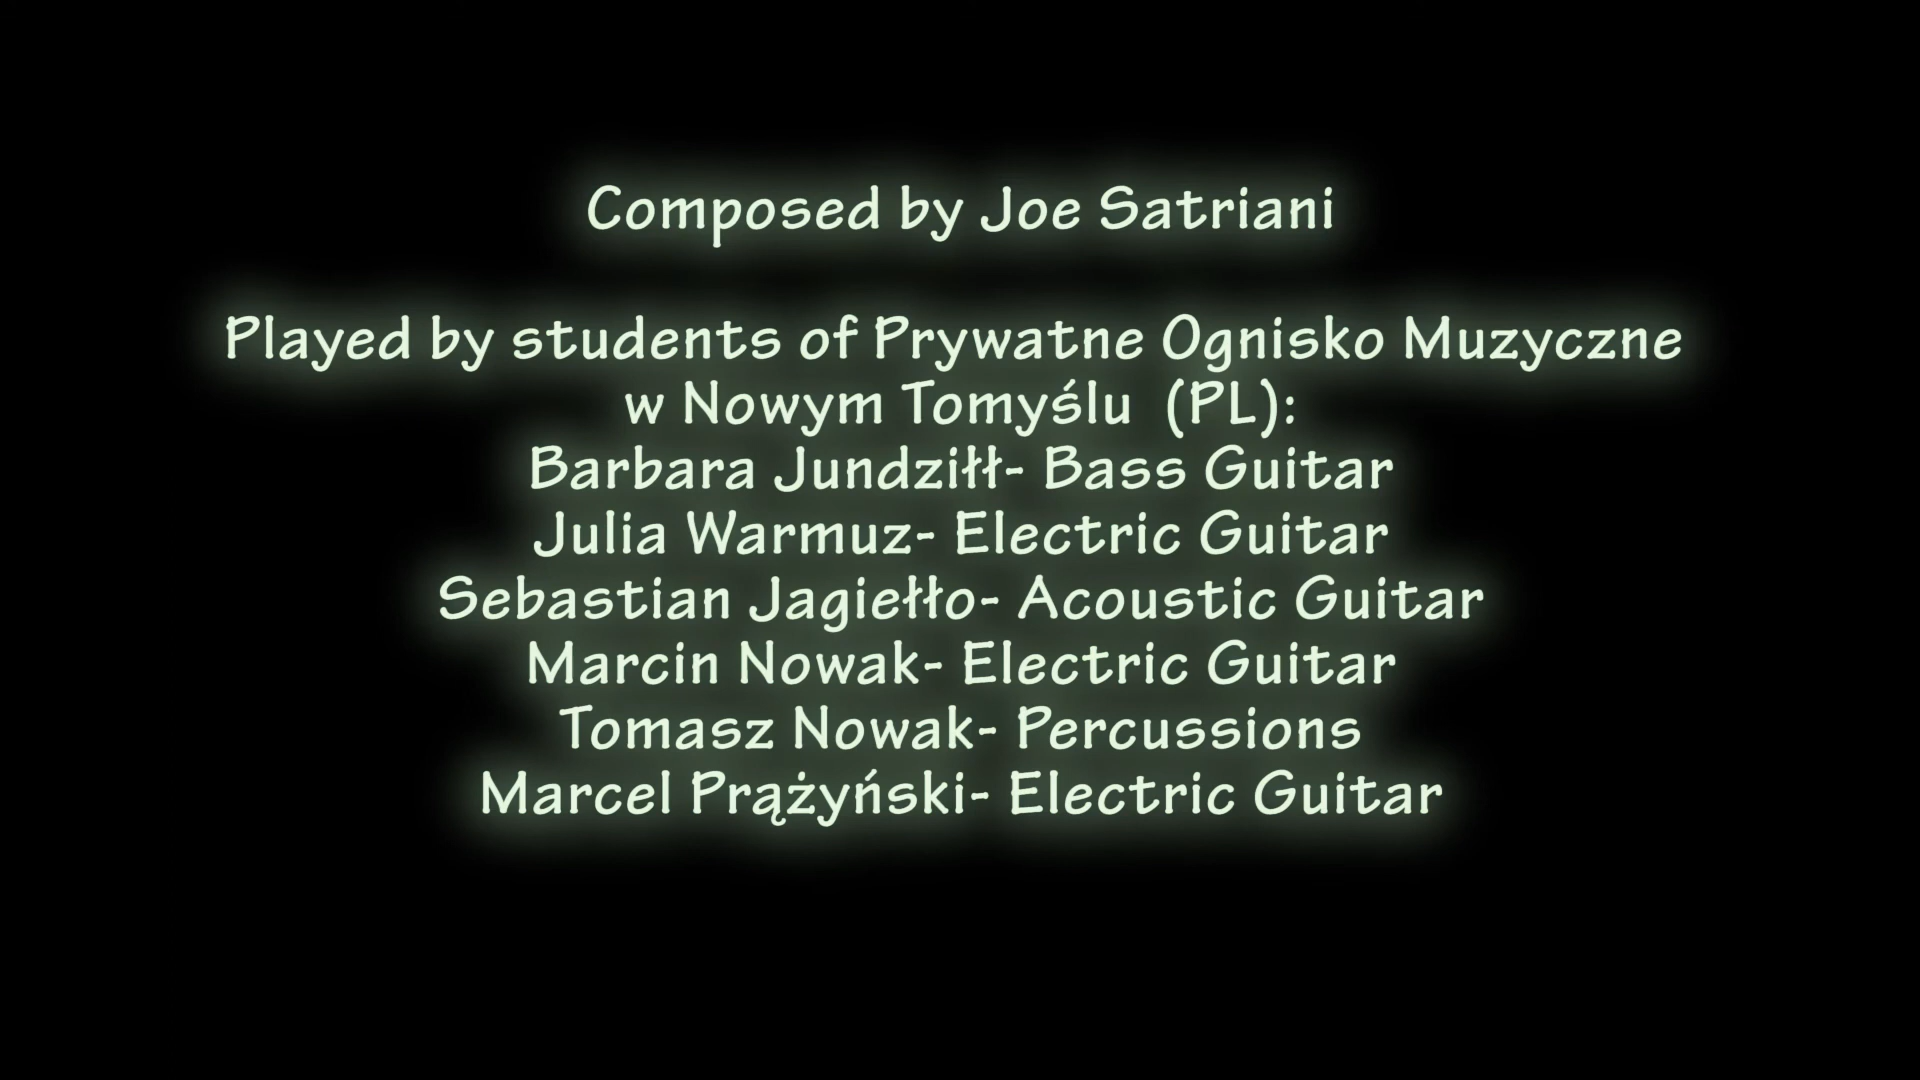 Composed by Joe Satriani
Played by students of Prywatne Ognisko Muzyczne
w Nowym Tomyślu (PL):
Barbara Jundziłł- Bass Guitar
Julia Warmuz- Electric Guitar
Sebastian Jagiełło- Acoustic Guitar
Marcin Nowak- Electric Guitar
Tomasz Nowak- Percussions
Marcel Prążyński- Electric Guitar